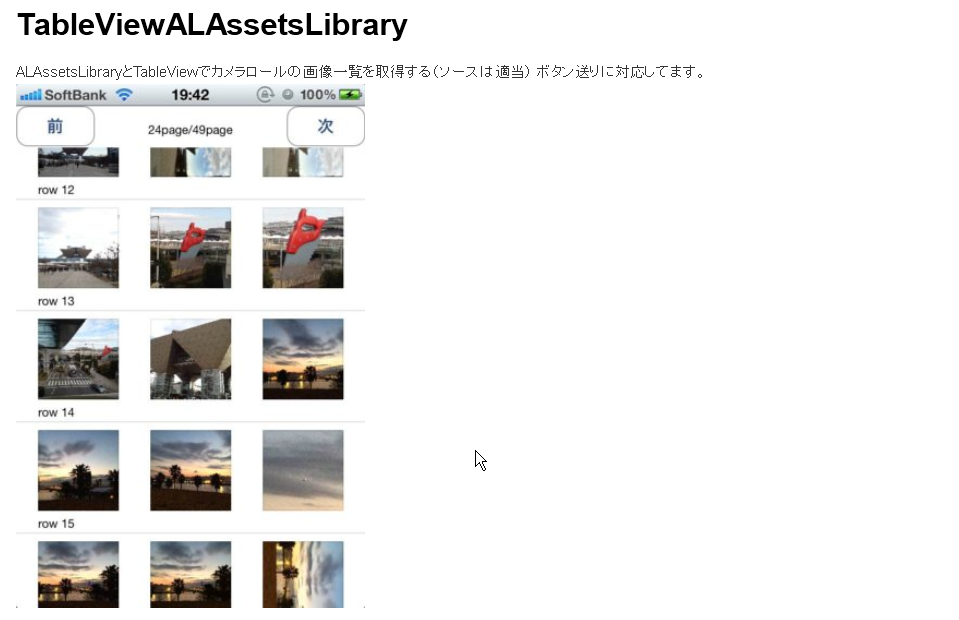 TableViewALAssetsLibrary
ALAssetsLibraryとTableViewでカメラロールの画像一覧を取得する(ソースは適当) ボタン送りに対応してます。
SoftBank 19:42 100%
前 24page/49page 次
row 12
row 13
row 14
row 15